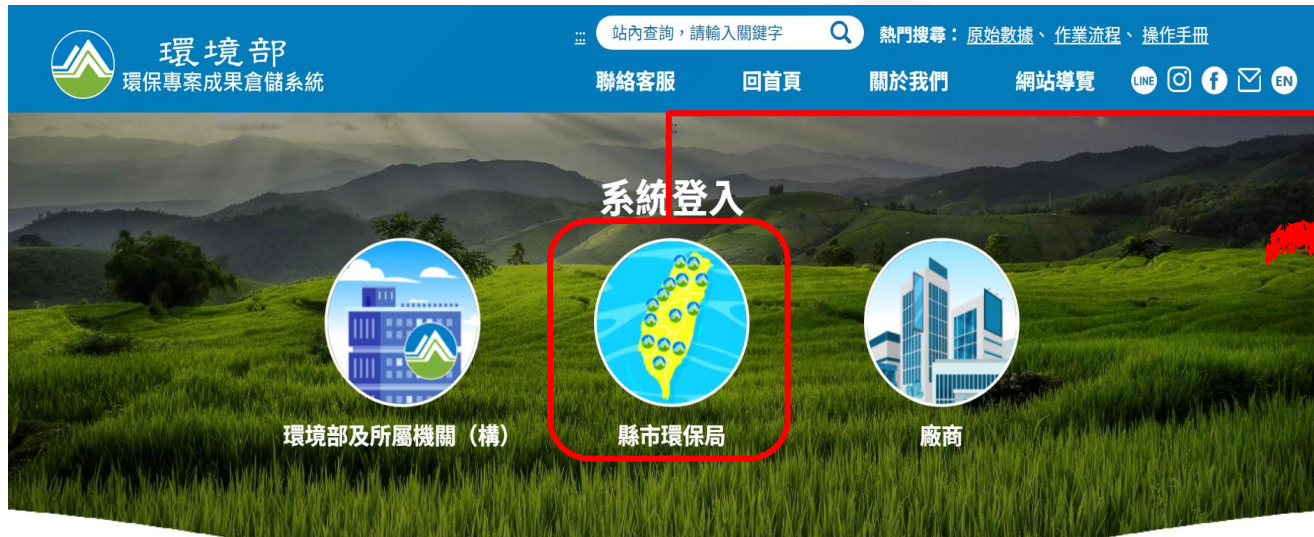 環境部
環保專案成果倉儲系統
:::
站內查詢，請輸入關鍵字
熱門搜尋： 原始數據、 作業流程、 操作手冊
聯絡客服 回首頁 關於我們 網站導覽 LINE EN
:::
系統登入
環境部及所屬機關（構） 縣市環保局 廠商